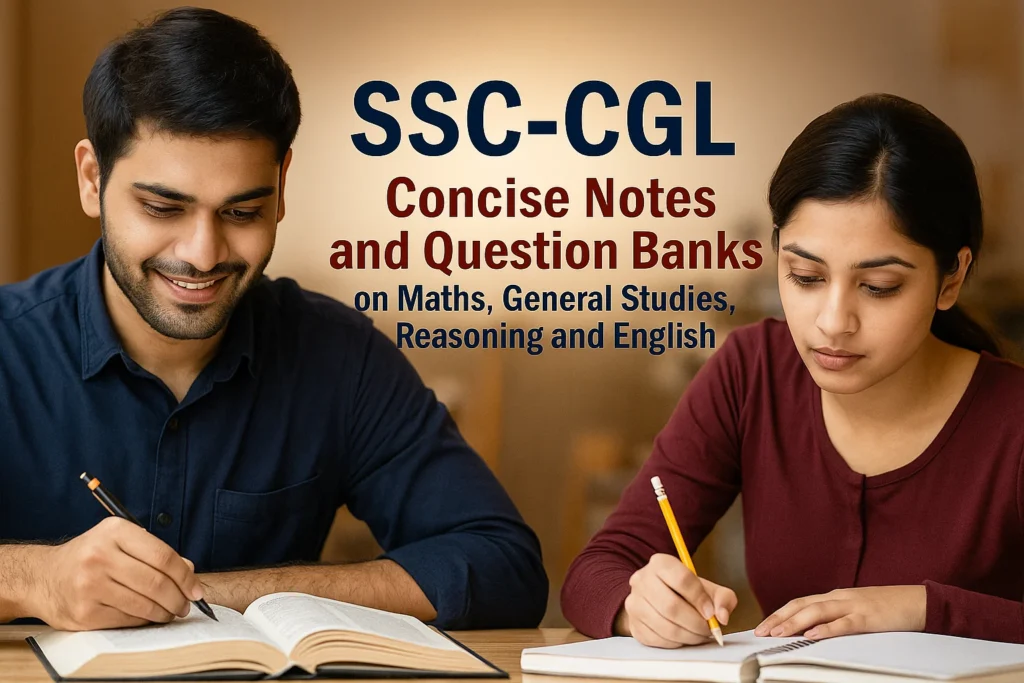 SSC-CGL
Concise Notes
and Question Banks
on Maths, General Studies,
Reasoning and English